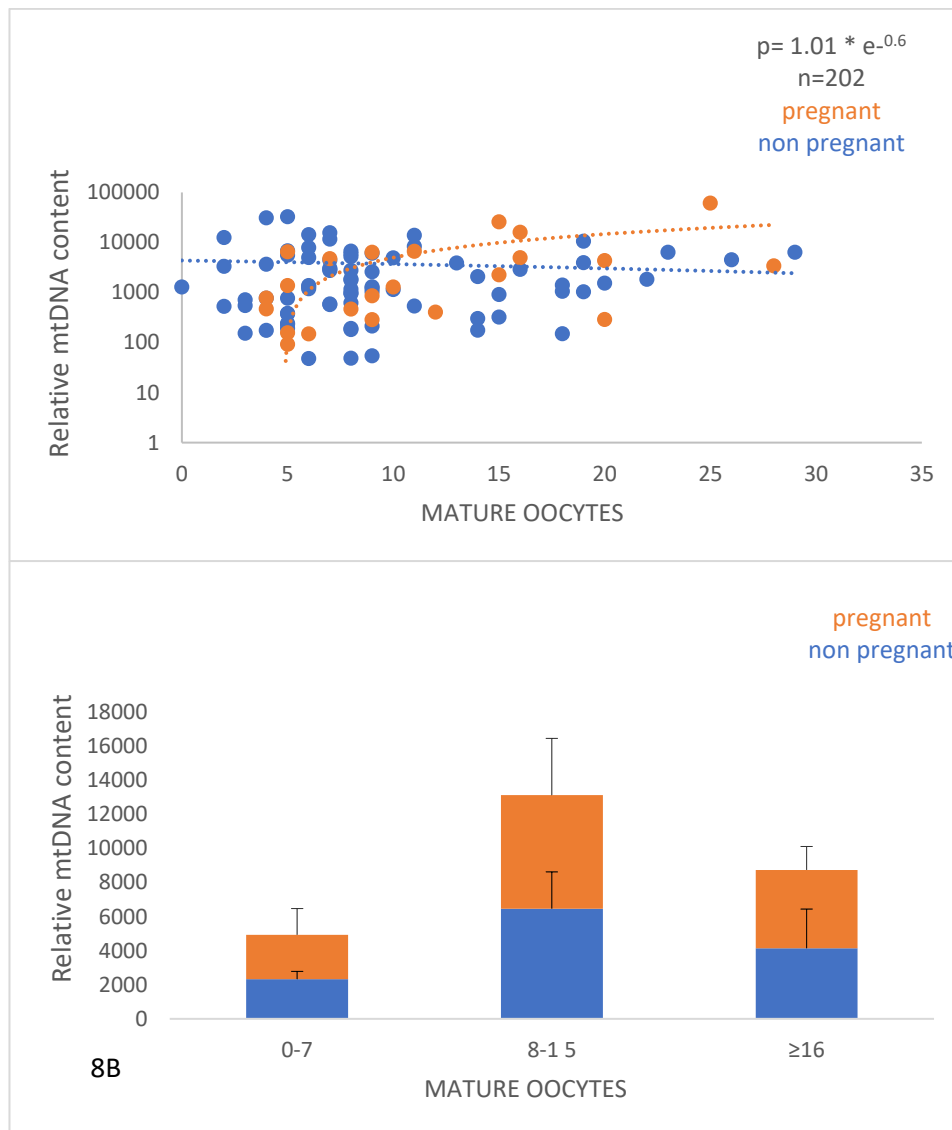 p= 1.01 * e-0.6
n=202
pregnant
non pregnant
Relative mtDNA content
100000
10000
1000
100
10
1
0 5 10 15 20 25 30 35
MATURE OOCYTES
pregnant
non pregnant
Relative mtDNA content
18000
16000
14000
12000
10000
8000
6000
4000
2000
0
0-7 8-1 5 ≥16
8B
MATURE OOCYTES